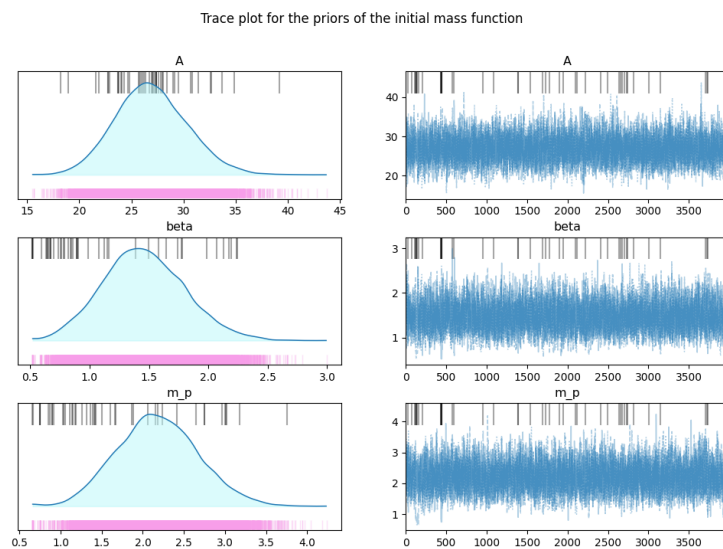 Trace plot for the priors of the initial mass function
A
15 20 25 30 35 40 45
A
40
30
20
0 500 1000 1500 2000 2500 3000 3500
beta
0.5 1.0 1.5 2.0 2.5 3.0
beta
3
2
1
0 500 1000 1500 2000 2500 3000 3500
m_p
0.5 1.0 1.5 2.0 2.5 3.0 3.5 4.0
m_p
4
3
2
1
0 500 1000 1500 2000 2500 3000 3500